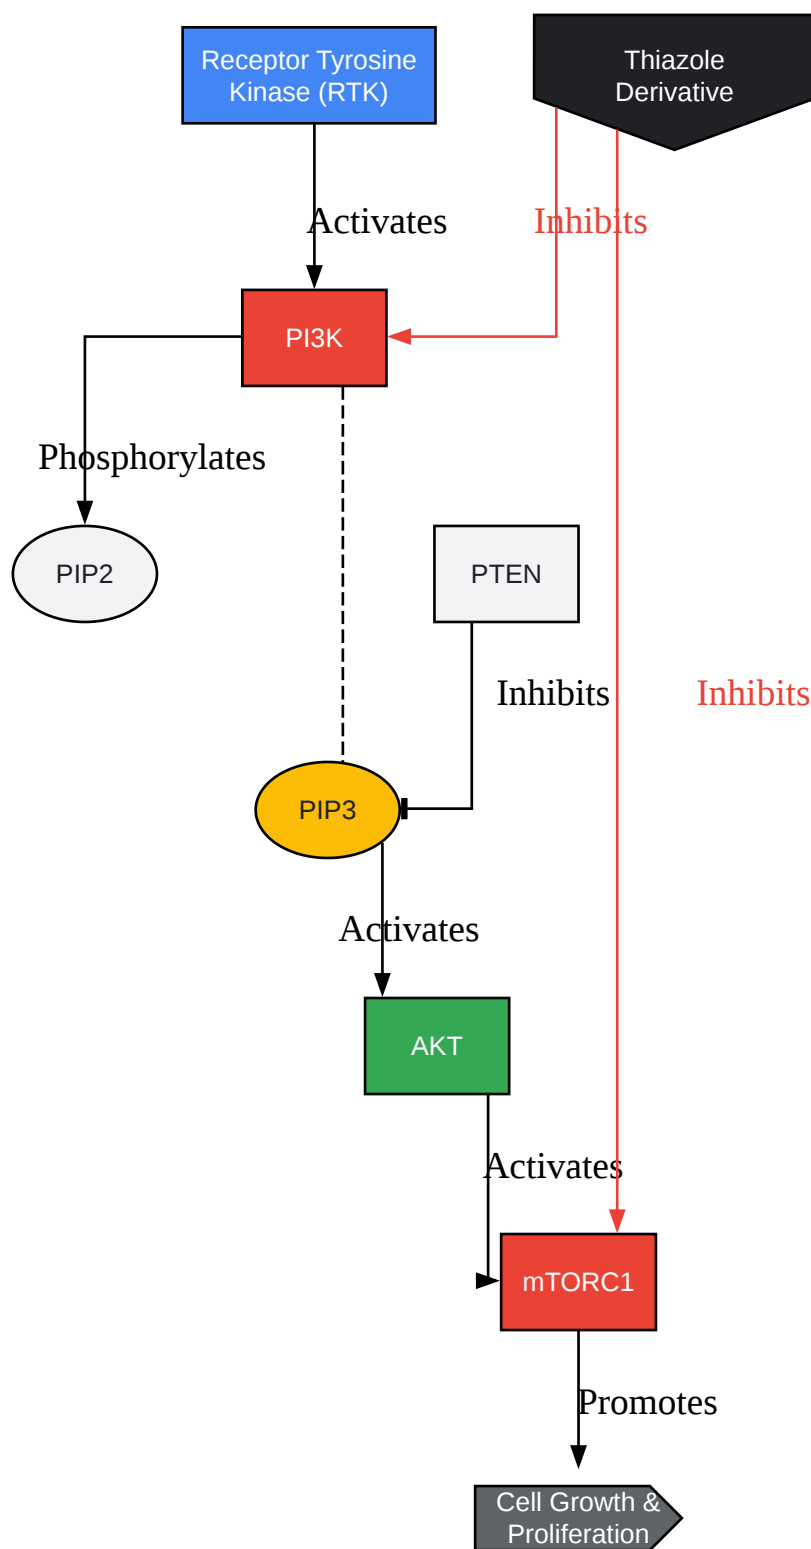 Receptor Tyrosine
Kinase (RTK)
Thiazole
Derivative
Activates
Inhibits
PI3K
Phosphorylates
PIP2
PTEN
Inhibits
Inhibits
PIP3
Activates
AKT
Activates
mTORC1
Promotes
Cell Growth &
Proliferation